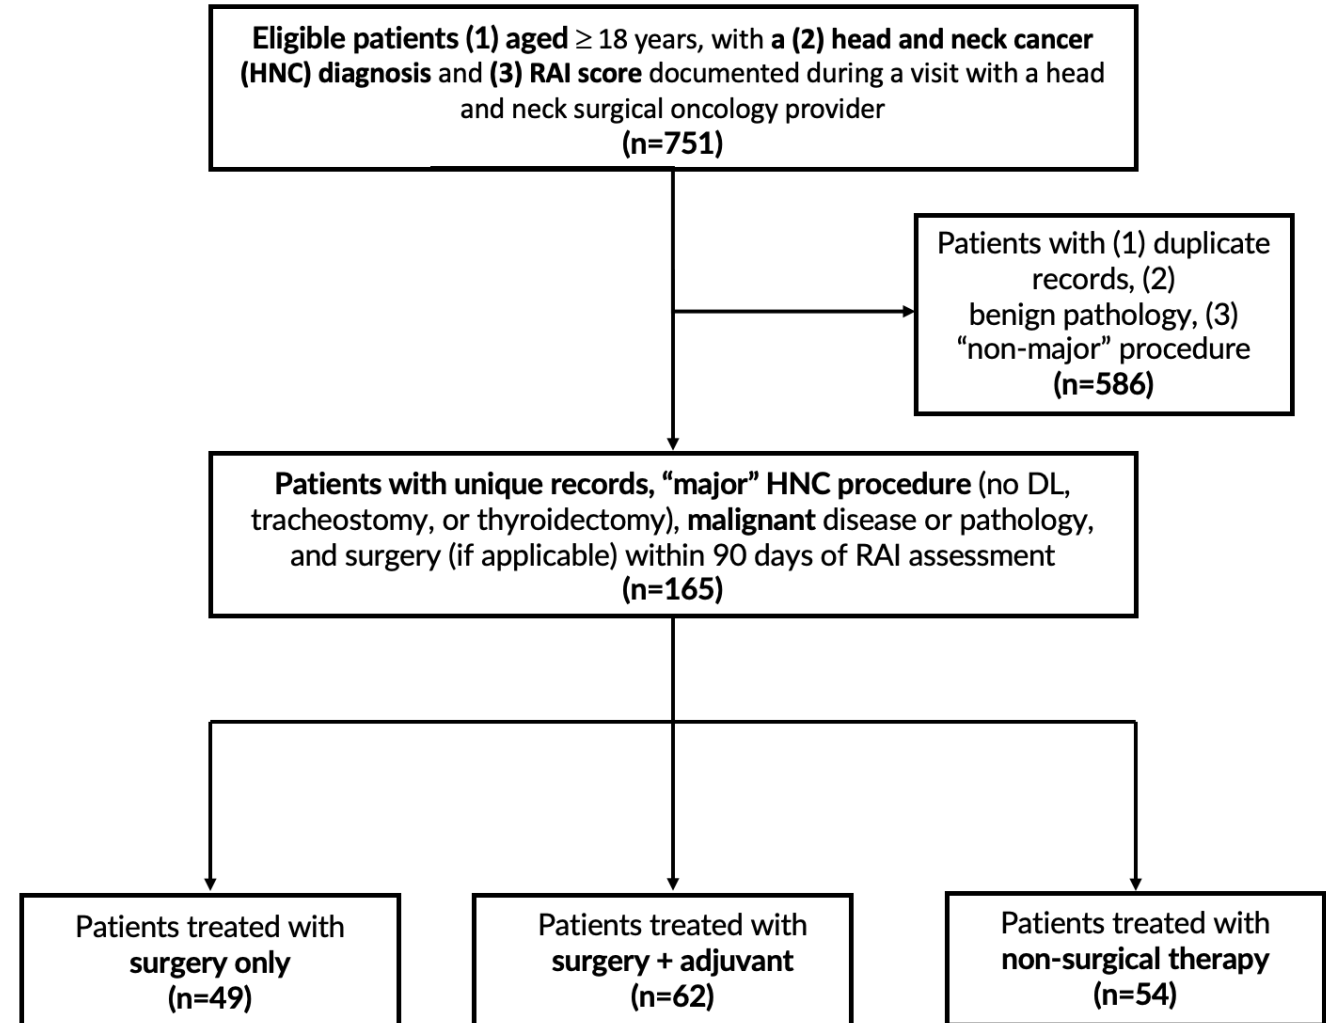 Eligible patients (1) aged ≥ 18 years, with a (2) head and neck cancer
(HNC) diagnosis and (3) RAI score documented during a visit with a head
and neck surgical oncology provider
(n=751)
Patients with (1) duplicate
records, (2)
benign pathology, (3)
“non-major” procedure
(n=586)
Patients with unique records, “major” HNC procedure (no DL,
tracheostomy, or thyroidectomy), malignant disease or pathology,
and surgery (if applicable) within 90 days of RAI assessment
(n=165)
Patients treated with
surgery only
(n=49)
Patients treated with
surgery + adjuvant
(n=62)
Patients treated with
non-surgical therapy
(n=54)